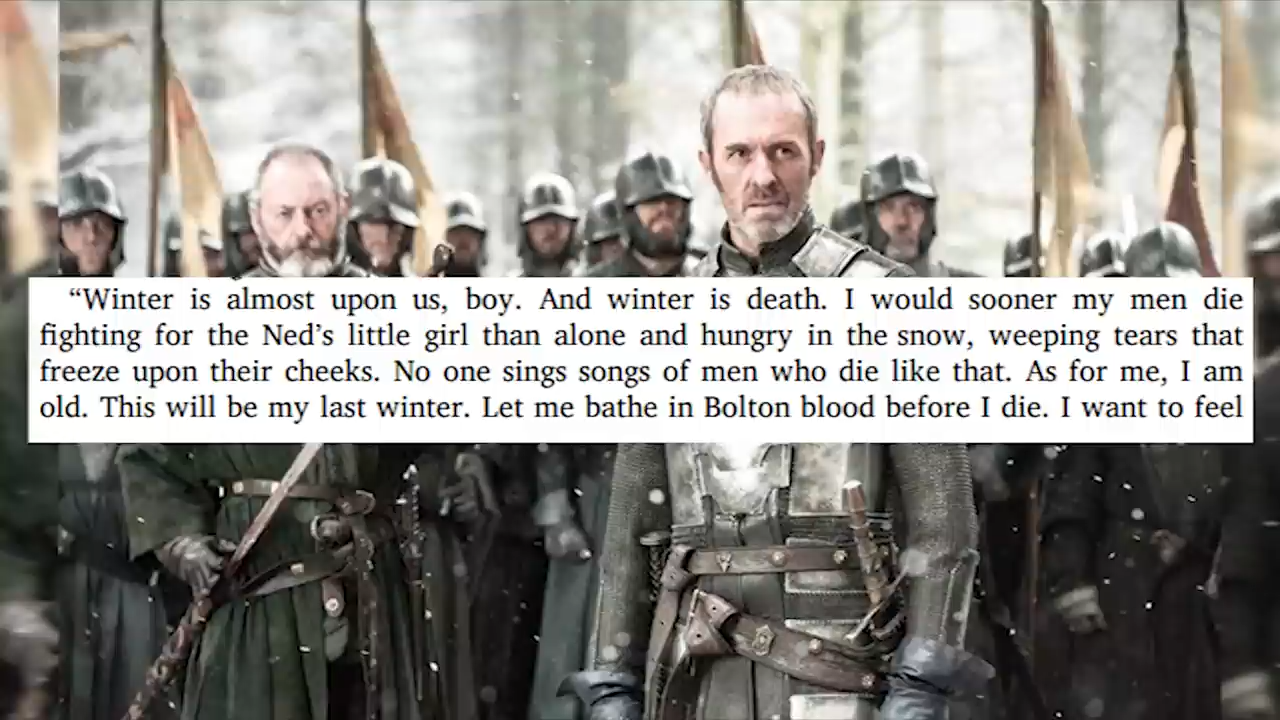 “Winter is almost upon us, boy. And winter is death. I would sooner my men die
fighting for the Ned’s little girl than alone and hungry in the snow, weeping tears that
freeze upon their cheeks. No one sings songs of men who die like that. As for me, I am
old. This will be my last winter. Let me bathe in Bolton blood before I die. I want to feel